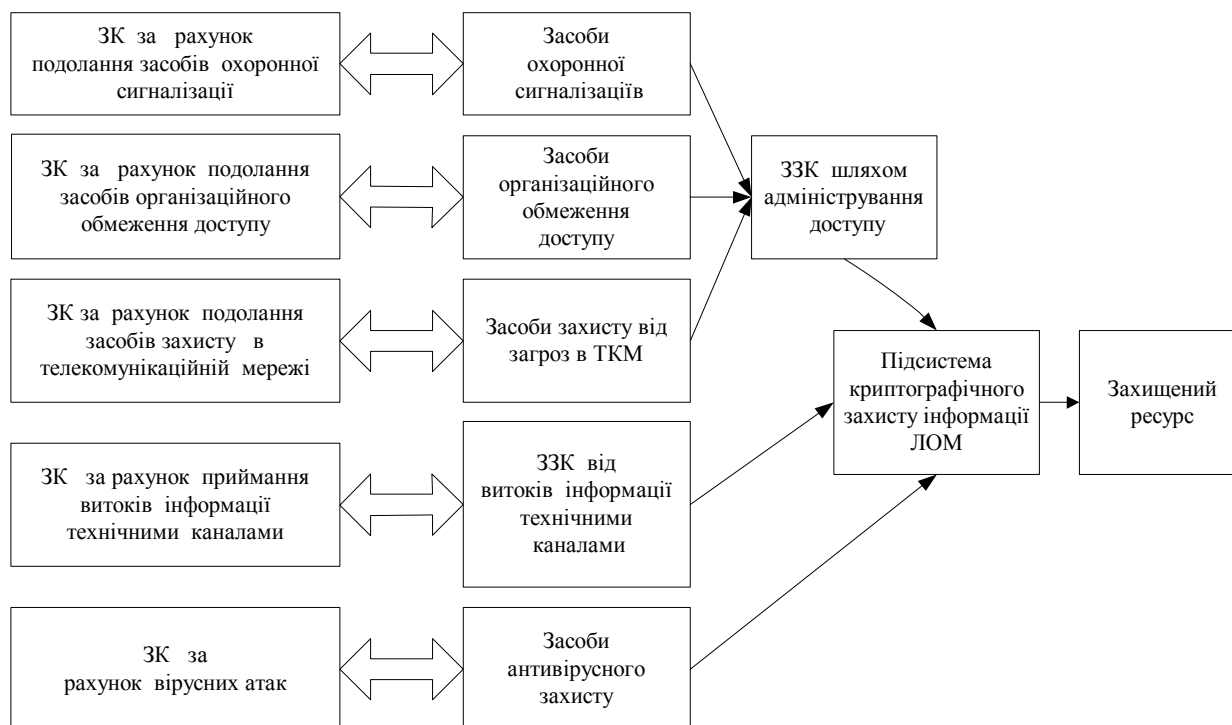 ЗК за рахунок
подолання засобів охоронної
сигналізації
Засоби
охоронної
сигналізаціїв
ЗК за рахунок подолання
засобів організаційного
обмеження доступу
Засоби
організаційного
обмеження
доступу
ЗЗК шляхом
адміністрування
доступу
ЗК за рахунок подолання
засобів захисту в
телекомунікаційній мережі
Засоби захисту від
загроз в ТКМ
Підсистема
криптографічного
захисту інформації
ЛОМ
Захищений
ресурс
ЗК за рахунок приймання
витоків інформації
технічними каналами
ЗЗК від
витоків інформації
технічними
каналами
ЗК за
рахунок вірусних атак
Засоби
антивірусного
захисту